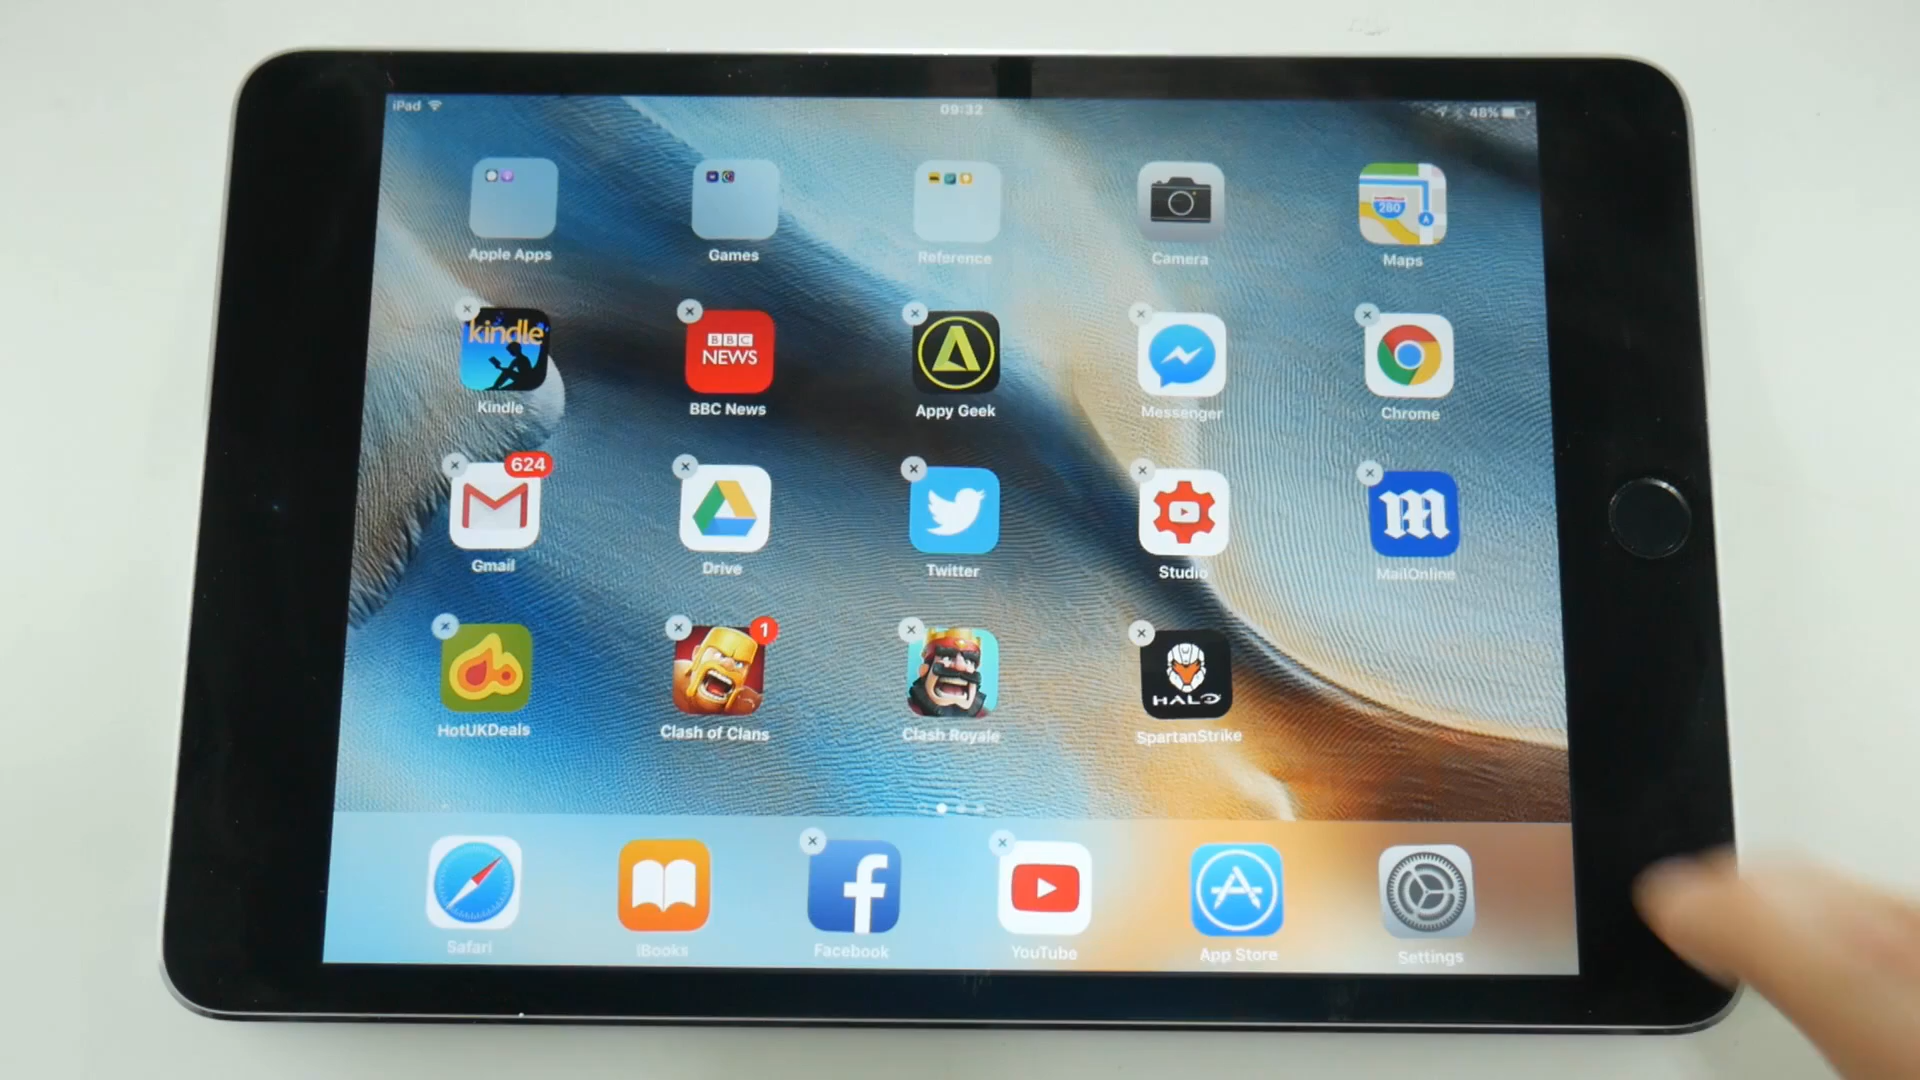 iPad
09:32
48%
Apple Apps
Games
Reference
Camera
280
A
Maps
kindle
Kindle
BBC
NEWS
BBC News
Appy Geek
Messenger
Chrome
624
Gmail
Drive
Twitter
Studio
m
MailOnline
HotUKDeals
1
Clash of Clans
Clash Royale
HALO
SpartanStrike
Safari
iBooks
f
Facebook
YouTube
App Store
Settings